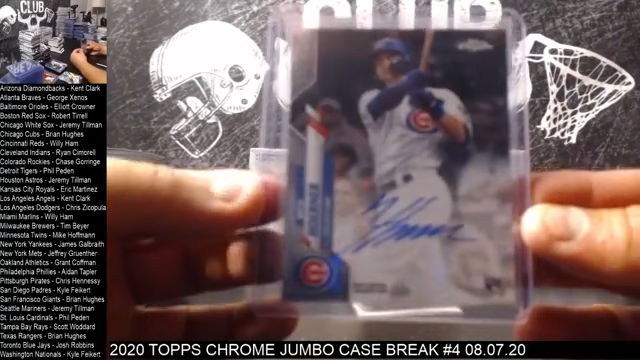 CLUB
CLUB
Arizona Diamondbacks - Kent Clark
Atlanta Braves - George Xenos
Baltimore Orioles - Elliott Crowner
Boston Red Sox - Robert Tirrell
Chicago White Sox - Jeremy Tillman
Chicago Cubs - Brian Hughes
Cincinnati Reds - Willy Ham
Cleveland Indians - Ryan Cimorell
Colorado Rockies - Chase Gorringe
Detroit Tigers - Phil Peden
Houston Astros - Jeremy Tillman
Kansas City Royals - Eric Martinez
Los Angeles Angels - Kent Clark
Los Angeles Dodgers - Chris Zicopula
Miami Marlins - Willy Ham
Milwaukee Brewers - Tim Beyer
Minnesota Twins - Mike Hoffmann
New York Yankees - James Galbraith
New York Mets - Jeffrey Gruenther
Oakland Athletics - Grant Coffman
Philadelphia Phillies - Aidan Tapler
Pittsburgh Pirates - Chris Hennessy
San Diego Padres - Kyle Feikert
San Francisco Giants - Brian Hughes
Seattle Mariners - Jeremy Tillman
St. Louis Cardinals - Phil Peden
Tampa Bay Rays - Scott Woddard
Texas Rangers - Brian Hughes
Toronto Blue Jays - Josh Robbins
Washington Nationals - Kyle Feikert
HOERNER
2020 TOPPS CHROME JUMBO CASE BREAK #4 08.07.20